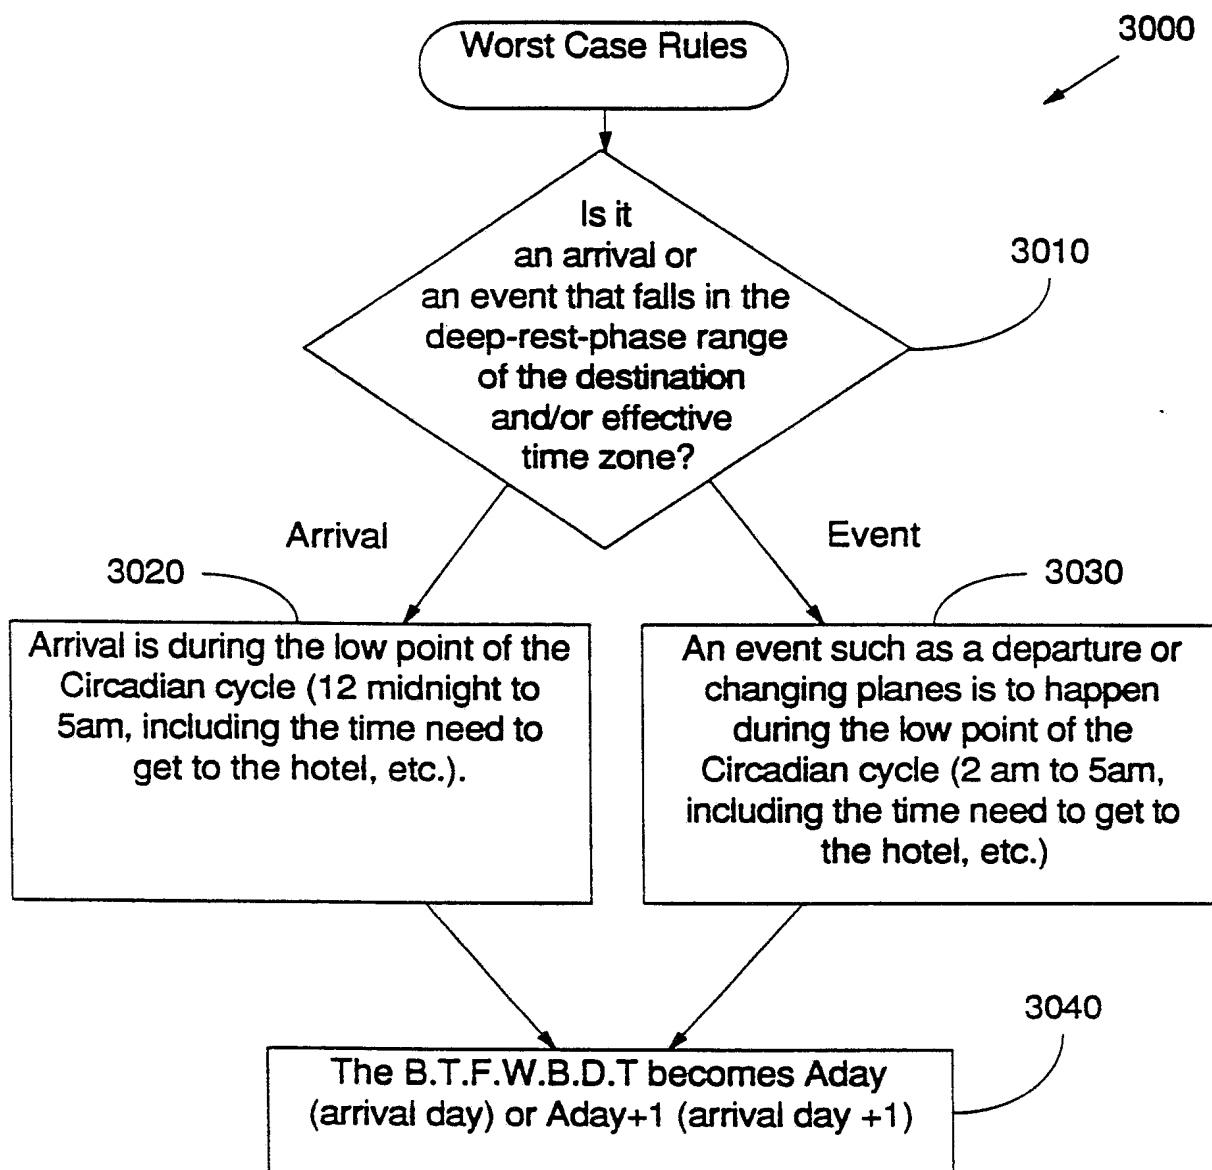 Worst Case Rules
3000
Is it
an arrival or
an event that falls in the
deep-rest-phase range
of the destination
and/or effective
time zone?
3010
Arrival
Event
3020
3030
Arrival is during the low point of the
Circadian cycle (12 midnight to
5am, including the time need to
get to the hotel, etc.).
An event such as a departure or
changing planes is to happen
during the low point of the
Circadian cycle (2 am to 5am,
including the time need to get to
the hotel, etc.)
3040
The B.T.F.W.B.D.T becomes Aday
(arrival day) or Aday+1 (arrival day +1)